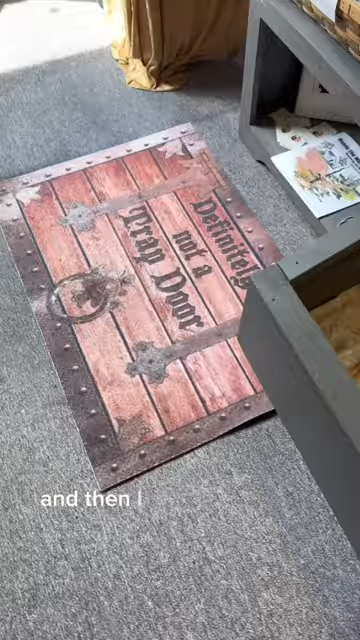 Definitely
not a
Trap Door
and then I